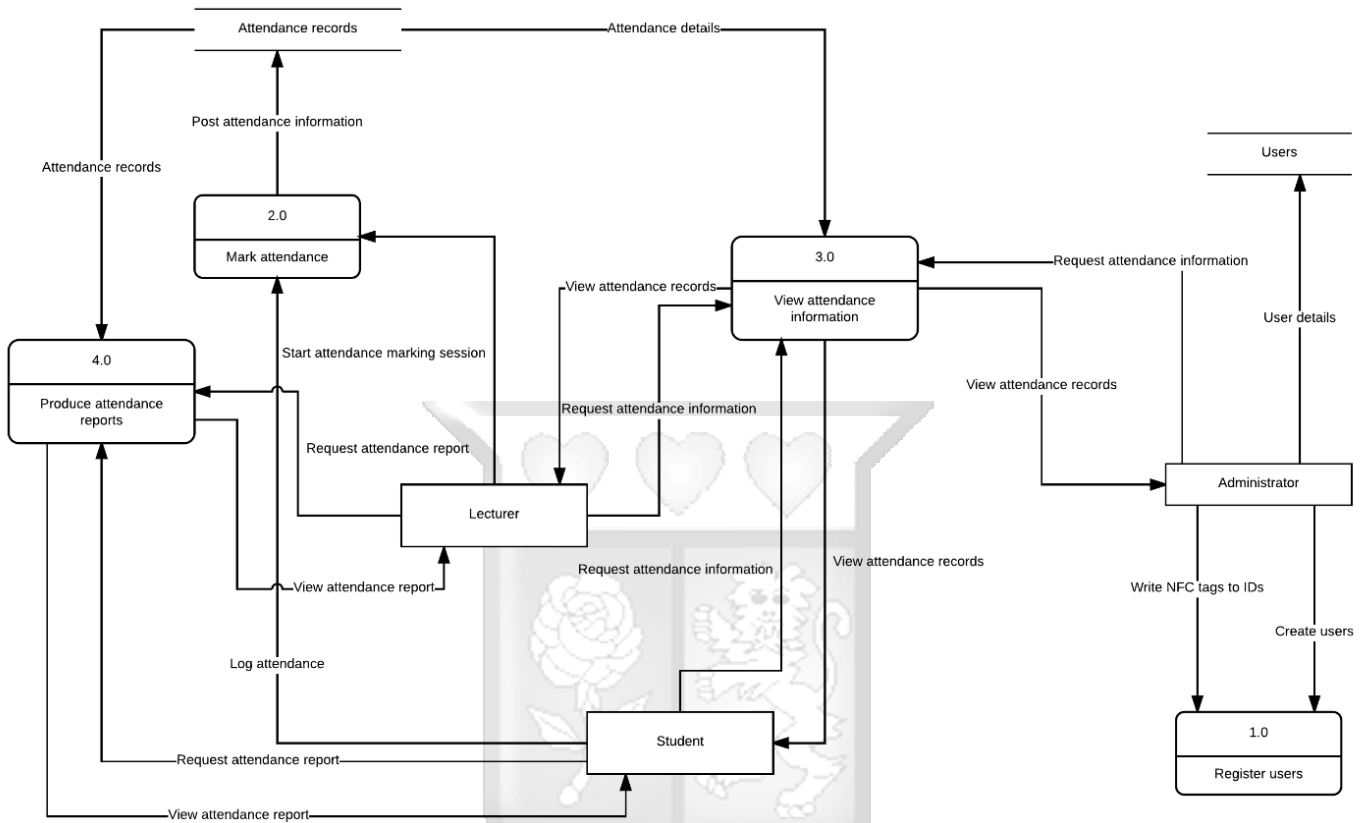 Attendance records
Attendance details
Post attendance information
Users
Attendance records
2.0
Mark attendance
3.0
View attendance
information
Request attendance information
View attendance records
User details
Start attendance marking session
4.0
Produce attendance
reports
View attendance records
Request attendance information
Request attendance report
Administrator
Lecturer
Request attendance information
View attendance records
View attendance report
Write NFC tags to IDs
Create users
Log attendance
Student
1.0
Register users
Request attendance report
View attendance report